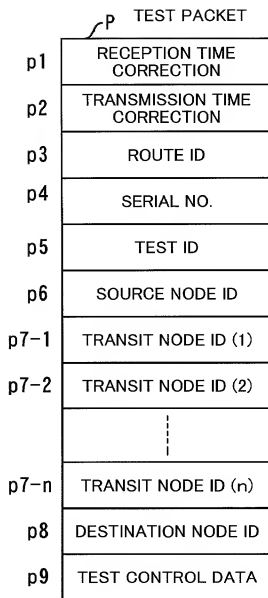 P TEST PACKET
p1 RECEPTION TIME
CORRECTION
p2 TRANSMISSION TIME
CORRECTION
p3 ROUTE ID
p4 SERIAL NO.
p5 TEST ID
p6 SOURCE NODE ID
p7-1 TRANSIT NODE ID (1)
p7-2 TRANSIT NODE ID (2)
p7-n TRANSIT NODE ID (n)
p8 DESTINATION NODE ID
p9 TEST CONTROL DATA